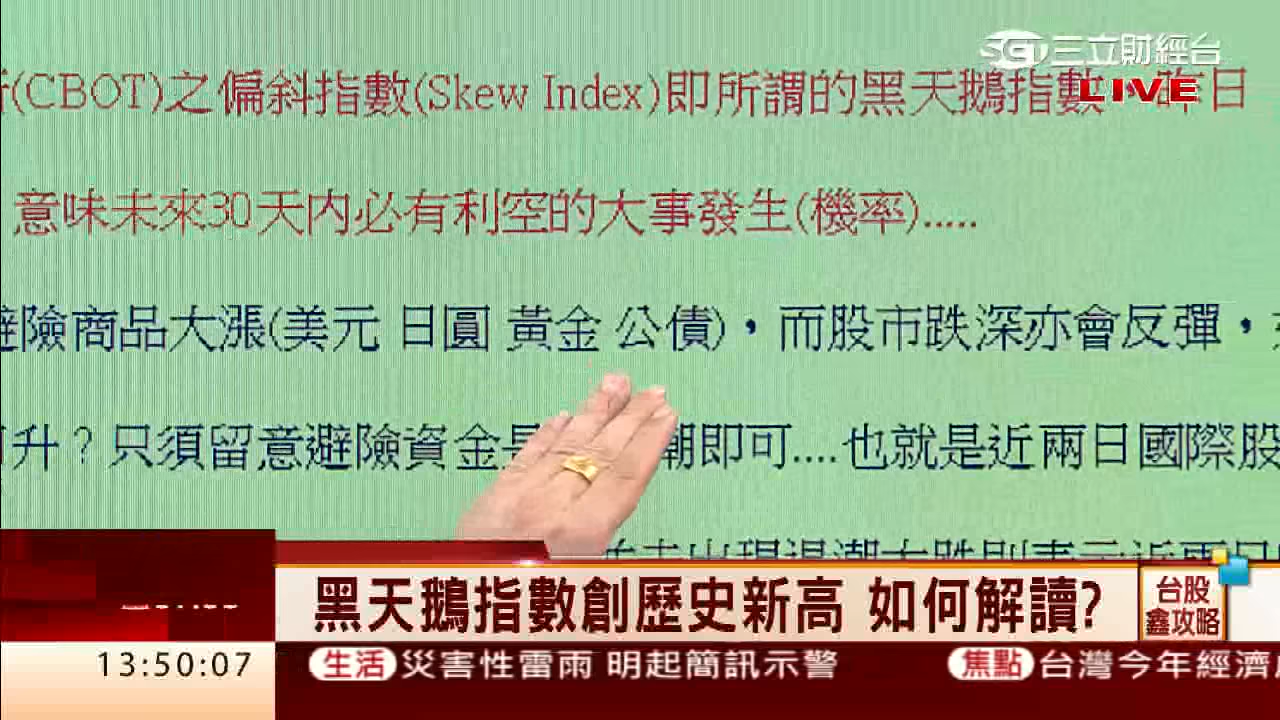 SET三立財經台
LIVE
(CBOT)之偏斜指數(Skew Index)即所謂的黑天鵝指數，昨日
意味未來30天內必有利空的大事發生(機率).....
避險商品大漲(美元 日圓 黃金 公債)，而股市跌深亦會反彈，
升？只須留意避險資金是 潮即可....也就是近兩日國際股
黑天鵝指數創歷史新高 如何解讀?
台股
鑫攻略
13:50:07
生活 災害性雷雨 明起簡訊示警
焦點 台灣今年經濟